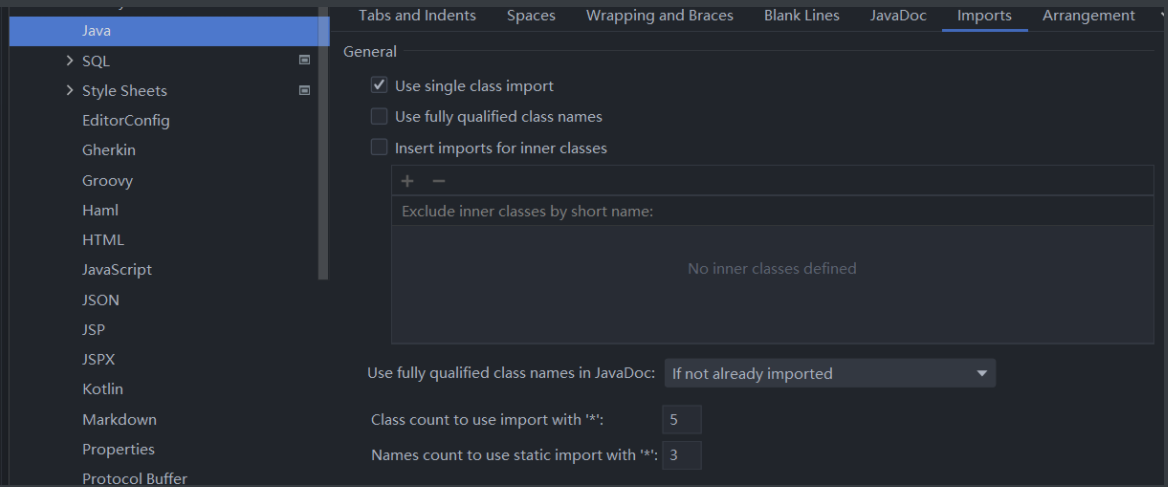 Tabs and Indents Spaces Wrapping and Braces Blank Lines JavaDoc Imports Arrangement
Java
SQL
Style Sheets
EditorConfig
Gherkin
Groovy
Haml
HTML
JavaScript
JSON
JSP
JSPX
Kotlin
Markdown
Properties
Protocol Buffer
General
Use single class import
Use fully qualified class names
Insert imports for inner classes
Exclude inner classes by short name:
No inner classes defined
Use fully qualified class names in JavaDoc: If not already imported
Class count to use import with '*': 5
Names count to use static import with '*': 3